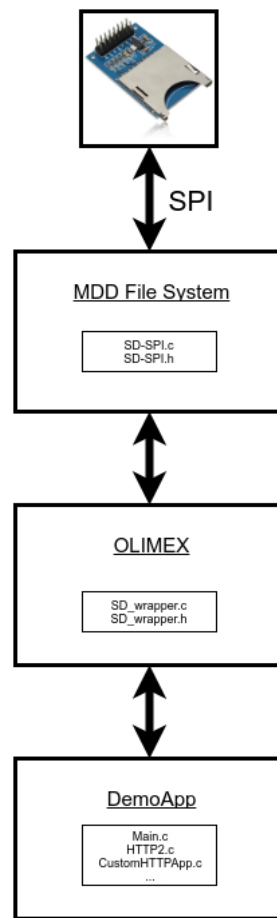 SPI
MDD File System
SD-SPI.c
SD-SPI.h
OLIMEX
SD_wrapper.c
SD_wrapper.h
DemoApp
Main.c
HTTP2.c
CustomHTTPApp.c
...